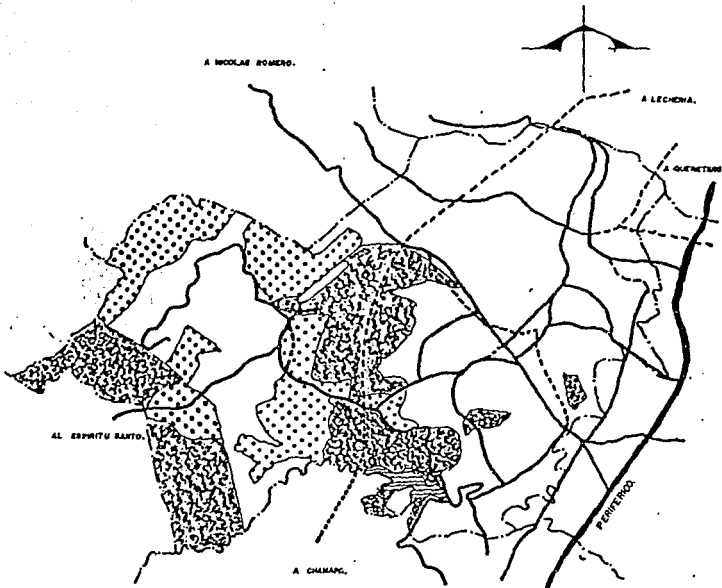 A NICOLAS ROMERO.
A LECHERIA.
A QUERETARO
AL ESPIRITU SANTO.
PERIFERICO.
A CHAMAPA.